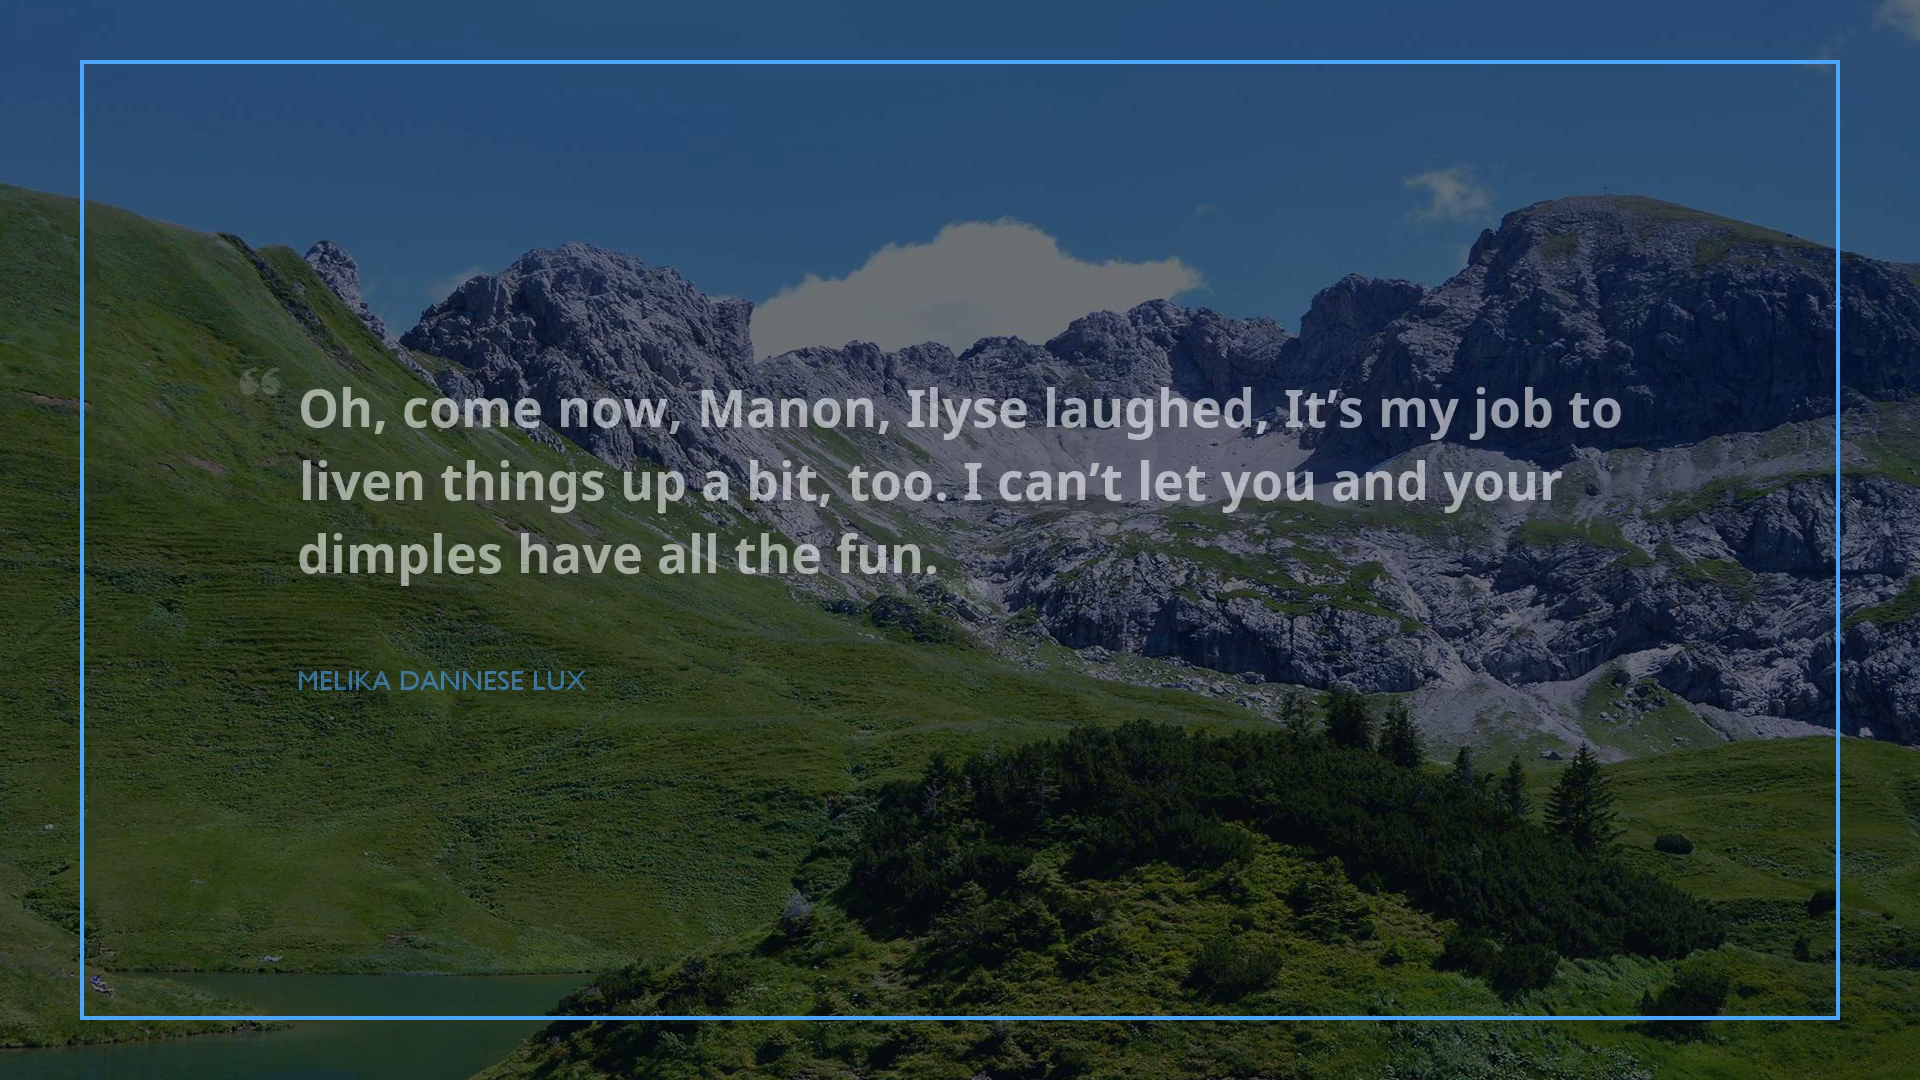 “
Oh, come now, Manon, Ilyse laughed, It’s my job to
liven things up a bit, too. I can’t let you and your
dimples have all the fun.
MELIKA DANNESE LUX